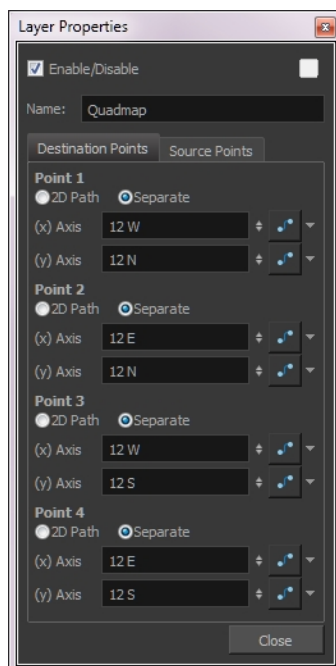 Layer Properties
Enable/Disable
Name: Quadmap
Destination Points Source Points
Point 1
2D Path Separate
(x) Axis 12 W
(y) Axis 12 N
Point 2
2D Path Separate
(x) Axis 12 E
(y) Axis 12 N
Point 3
2D Path Separate
(x) Axis 12 W
(y) Axis 12 S
Point 4
2D Path Separate
(x) Axis 12 E
(y) Axis 12 S
Close